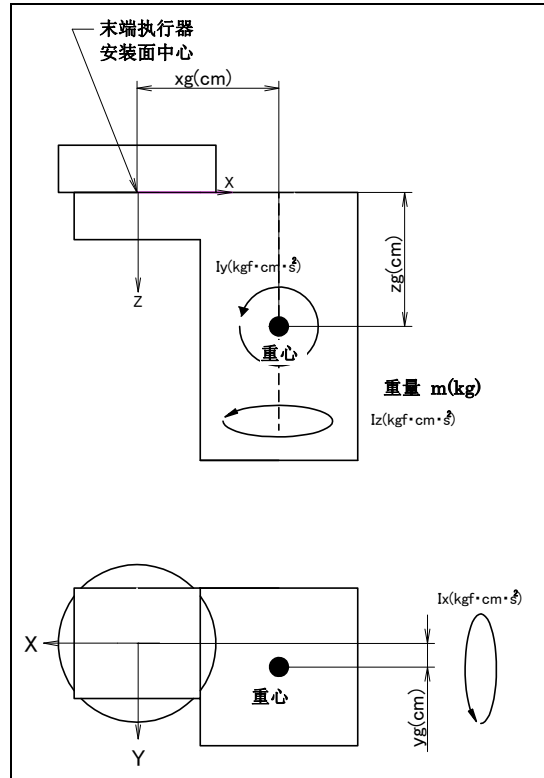 末端执行器
安装面中心
xg(cm)
X
Z
zg(cm)
Iy(kgf·cm·s²)
重心
重量 m(kg)
Iz(kgf·cm·s²)
Ix(kgf·cm·s²)
X
重心
yg(cm)
Y